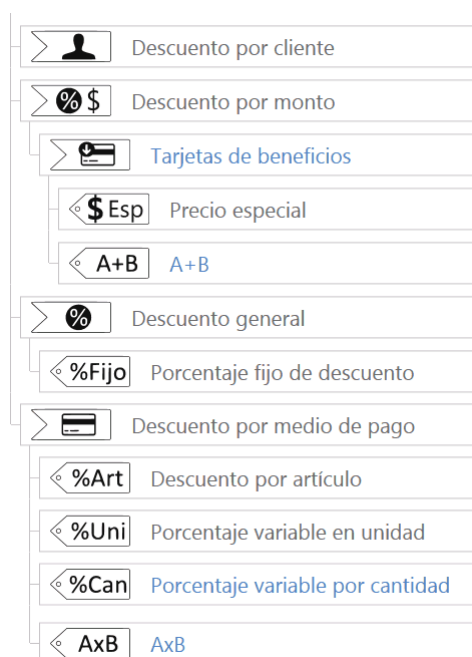 Descuento por cliente
% $ Descuento por monto
Tarjetas de beneficios
$ Esp Precio especial
A+B A+B
% Descuento general
%Fijo Porcentaje fijo de descuento
Descuento por medio de pago
%Art Descuento por artículo
%Uni Porcentaje variable en unidad
%Can Porcentaje variable por cantidad
AxB AxB